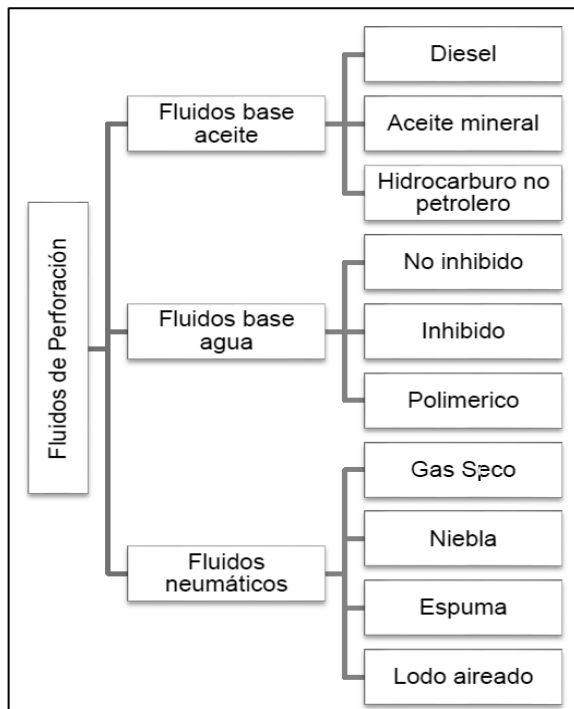 Fluidos de Perforación
Fluidos base
aceite
Diesel
Aceite mineral
Hidrocarburo no
petrolero
Fluidos base
agua
No inhibido
Inhibido
Polimerico
Fluidos
neumáticos
Gas Seco
Niebla
Espuma
Lodo aireado